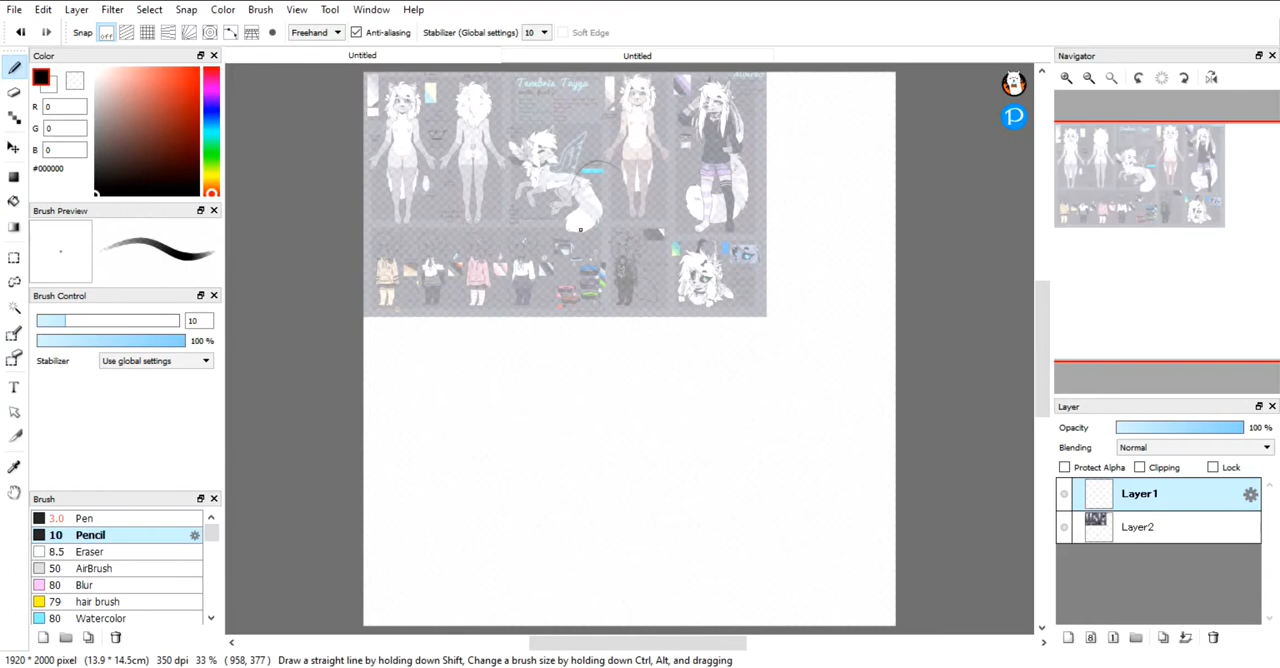 File Edit Menu Layer Filter Select Snap Color Brush View Tool Window Help
Snap off Freehand Anti-aliasing Stabilizer (Global settings) 10 Soft Edge
Color Untitled Untitled Navigator
R 0
G 0
B 0
#000000
Brush Preview
Brush Control
10
100 %
Stabilizer Use global settings
Brush
3.0 Pen
10 Pencil
8.5 Eraser
50 AirBrush
80 Blur
79 hair brush
80 Watercolor
P
Layer
Opacity 100 %
Blending Normal
Protect Alpha Clipping Lock
Layer1
Layer2
8 1
1920 * 2000 pixel (13.9 * 14.5cm) 350 dpi 33 % ( 958, 377 ) Draw a straight line by holding down Shift, Change a brush size by holding down Ctrl, Alt, and dragging